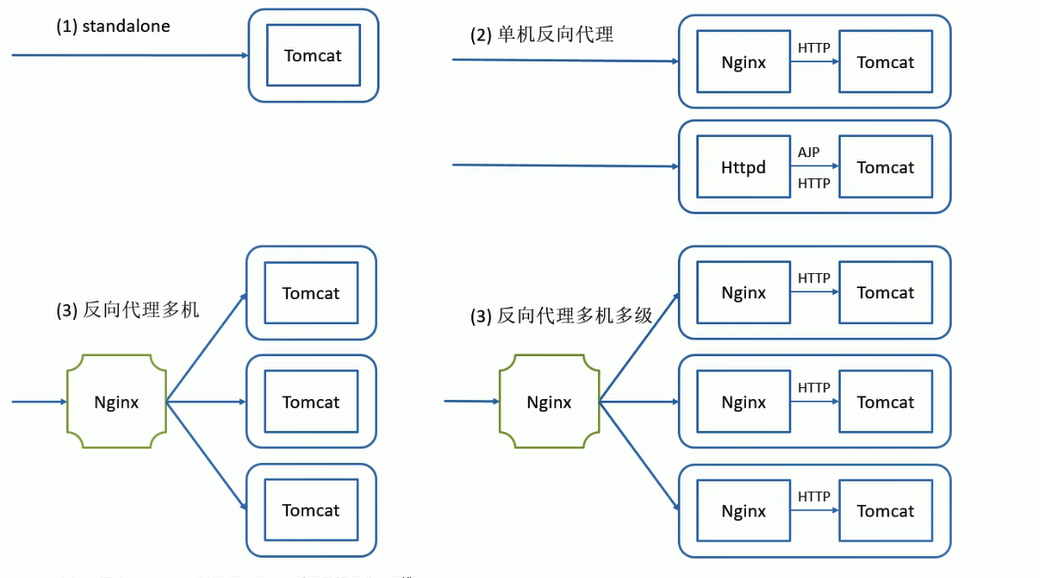 (1) standalone
Tomcat
(2) 单机反向代理
Nginx
HTTP
Tomcat
Httpd
AJP
HTTP
Tomcat
(3) 反向代理多机
Nginx
Tomcat
Tomcat
Tomcat
(3) 反向代理多机多级
Nginx
Nginx
HTTP
Tomcat
Nginx
HTTP
Tomcat
Nginx
HTTP
Tomcat